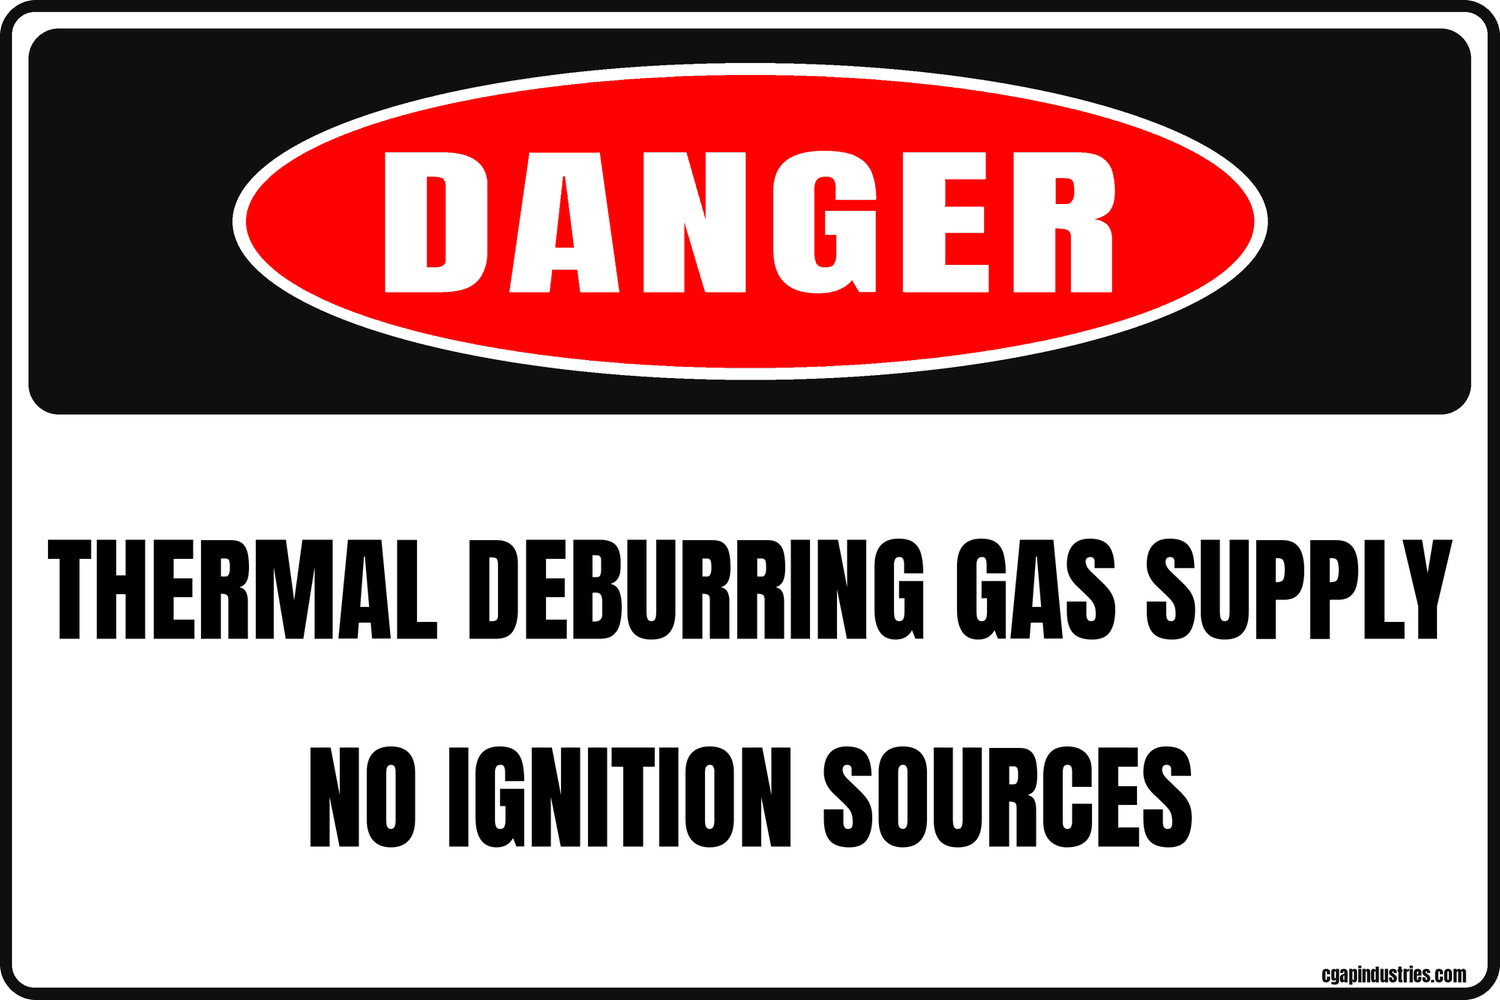 DANGER
THERMAL DEBURRING GAS SUPPLY
NO IGNITION SOURCES
cgapindustries.com